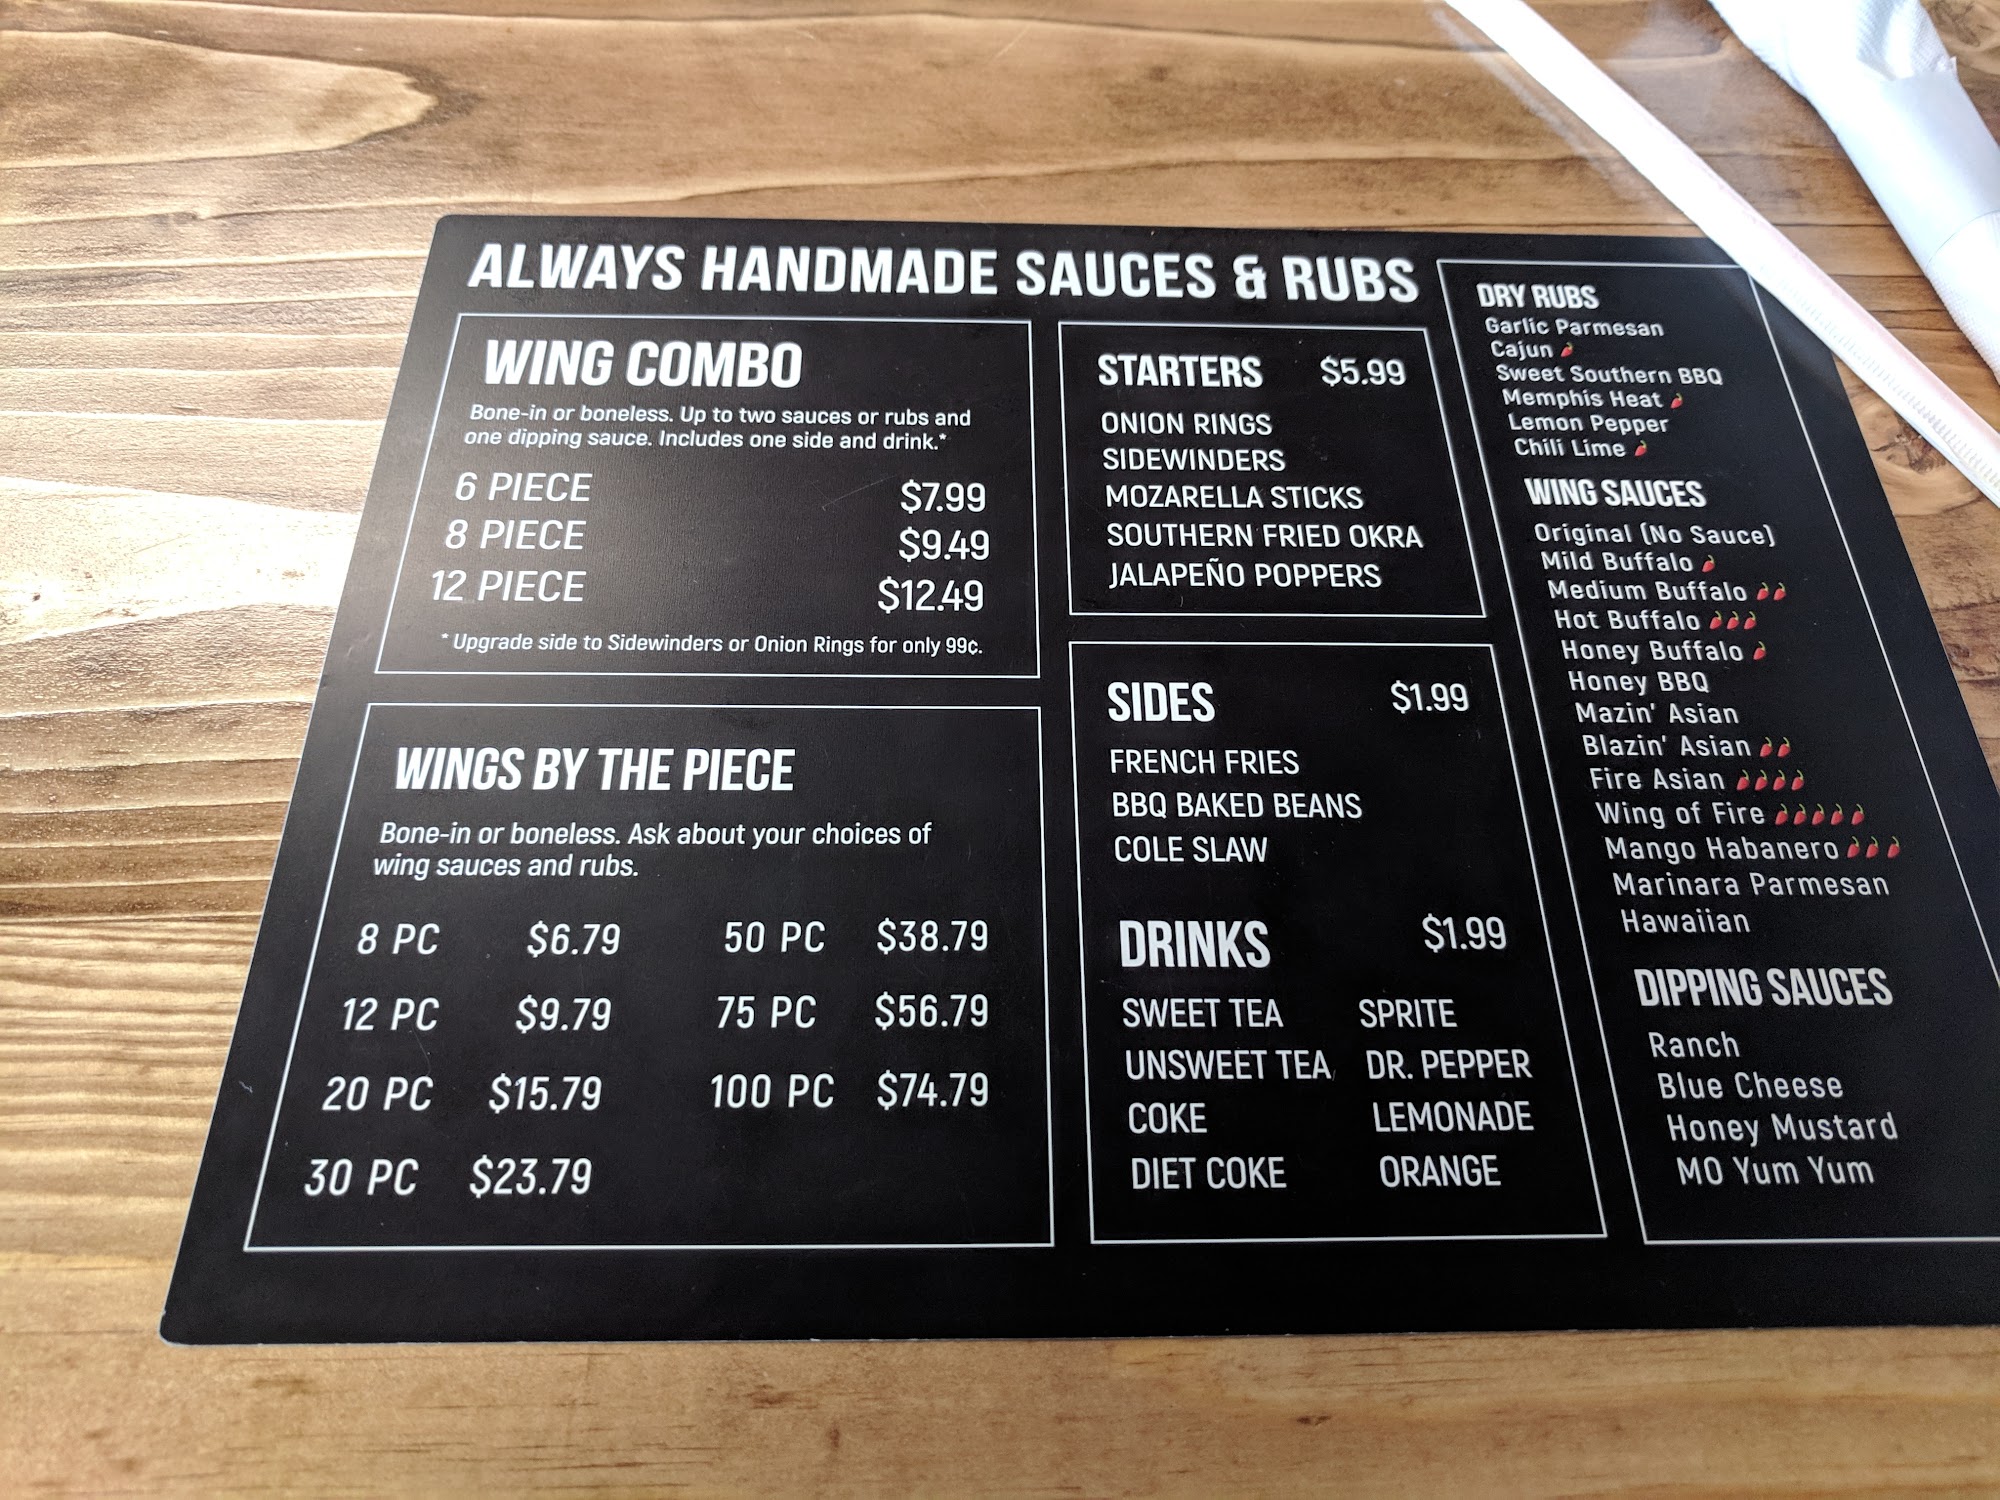 ALWAYS HANDMADE SAUCES & RUBS
WING COMBO
Bone-in or boneless. Up to two sauces or rubs and
one dipping sauce. Includes one side and drink.*
6 PIECE $7.99
8 PIECE $9.49
12 PIECE $12.49
* Upgrade side to Sidewinders or Onion Rings for only 99¢.
WINGS BY THE PIECE
Bone-in or boneless. Ask about your choices of
wing sauces and rubs.
8 PC $6.79 50 PC $38.79
12 PC $9.79 75 PC $56.79
20 PC $15.79 100 PC $74.79
30 PC $23.79
STARTERS $5.99
ONION RINGS
SIDEWINDERS
MOZARELLA STICKS
SOUTHERN FRIED OKRA
JALAPEÑO POPPERS
SIDES $1.99
FRENCH FRIES
BBQ BAKED BEANS
COLE SLAW
DRINKS $1.99
SWEET TEA SPRITE
UNSWEET TEA DR. PEPPER
COKE LEMONADE
DIET COKE ORANGE
DRY RUBS
Garlic Parmesan
Cajun
Sweet Southern BBQ
Memphis Heat
Lemon Pepper
Chili Lime
WING SAUCES
Original (No Sauce)
Mild Buffalo
Medium Buffalo
Hot Buffalo
Honey Buffalo
Honey BBQ
Mazin' Asian
Blazin' Asian
Fire Asian
Wing of Fire
Mango Habanero
Marinara Parmesan
Hawaiian
DIPPING SAUCES
Ranch
Blue Cheese
Honey Mustard
MO Yum Yum